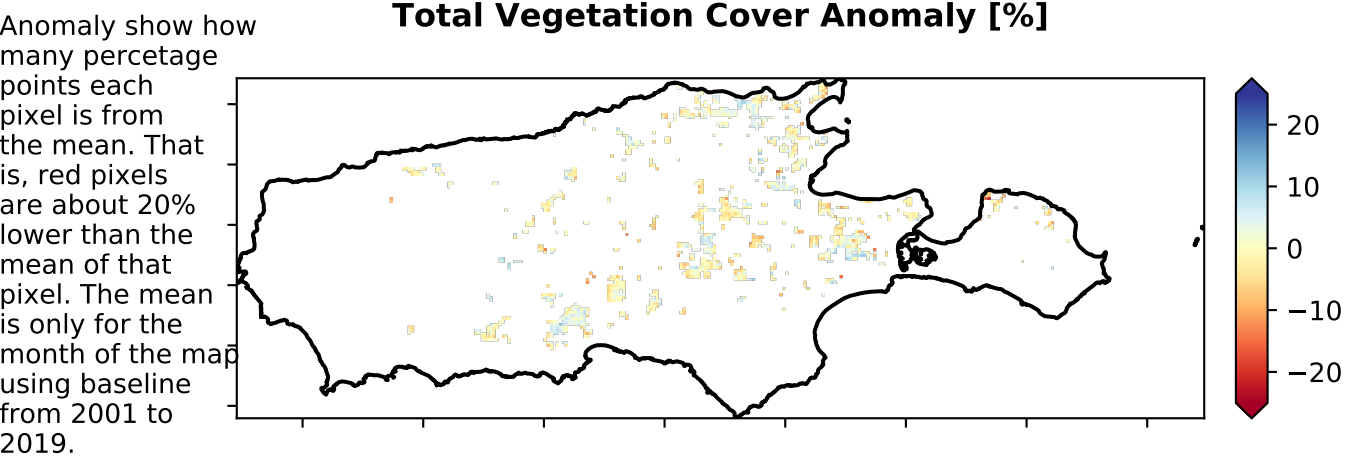 Total Vegetation Cover Anomaly [%]
Anomaly show how
many percetage
points each
pixel is from
the mean. That
is, red pixels
are about 20%
lower than the
mean of that
pixel. The mean
is only for the
month of the map
using baseline
from 2001 to
2019.
20
10
0
−10
−20